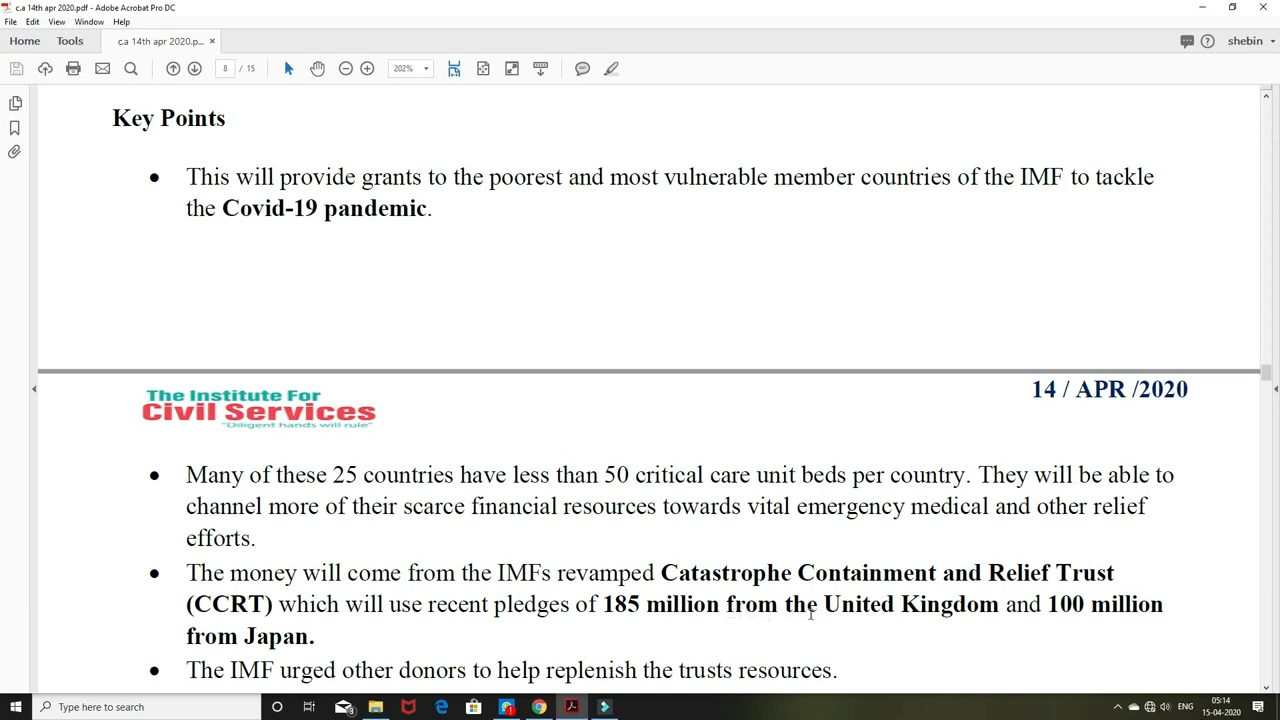 c.a 14th apr 2020.pdf - Adobe Acrobat Pro DC
File Edit View Window Help
Home Tools c.a 14th apr 2020.p... × shebin
8 / 15 202%
Key Points
• This will provide grants to the poorest and most vulnerable member countries of the IMF to tackle
the Covid-19 pandemic.
The Institute For
Civil Services
"Diligent hands will rule"
14 / APR /2020
• Many of these 25 countries have less than 50 critical care unit beds per country. They will be able to
channel more of their scarce financial resources towards vital emergency medical and other relief
efforts.
• The money will come from the IMFs revamped Catastrophe Containment and Relief Trust
(CCRT) which will use recent pledges of 185 million from the United Kingdom and 100 million
from Japan.
• The IMF urged other donors to help replenish the trusts resources.
Type here to search
ENG
05:14
15-04-2020